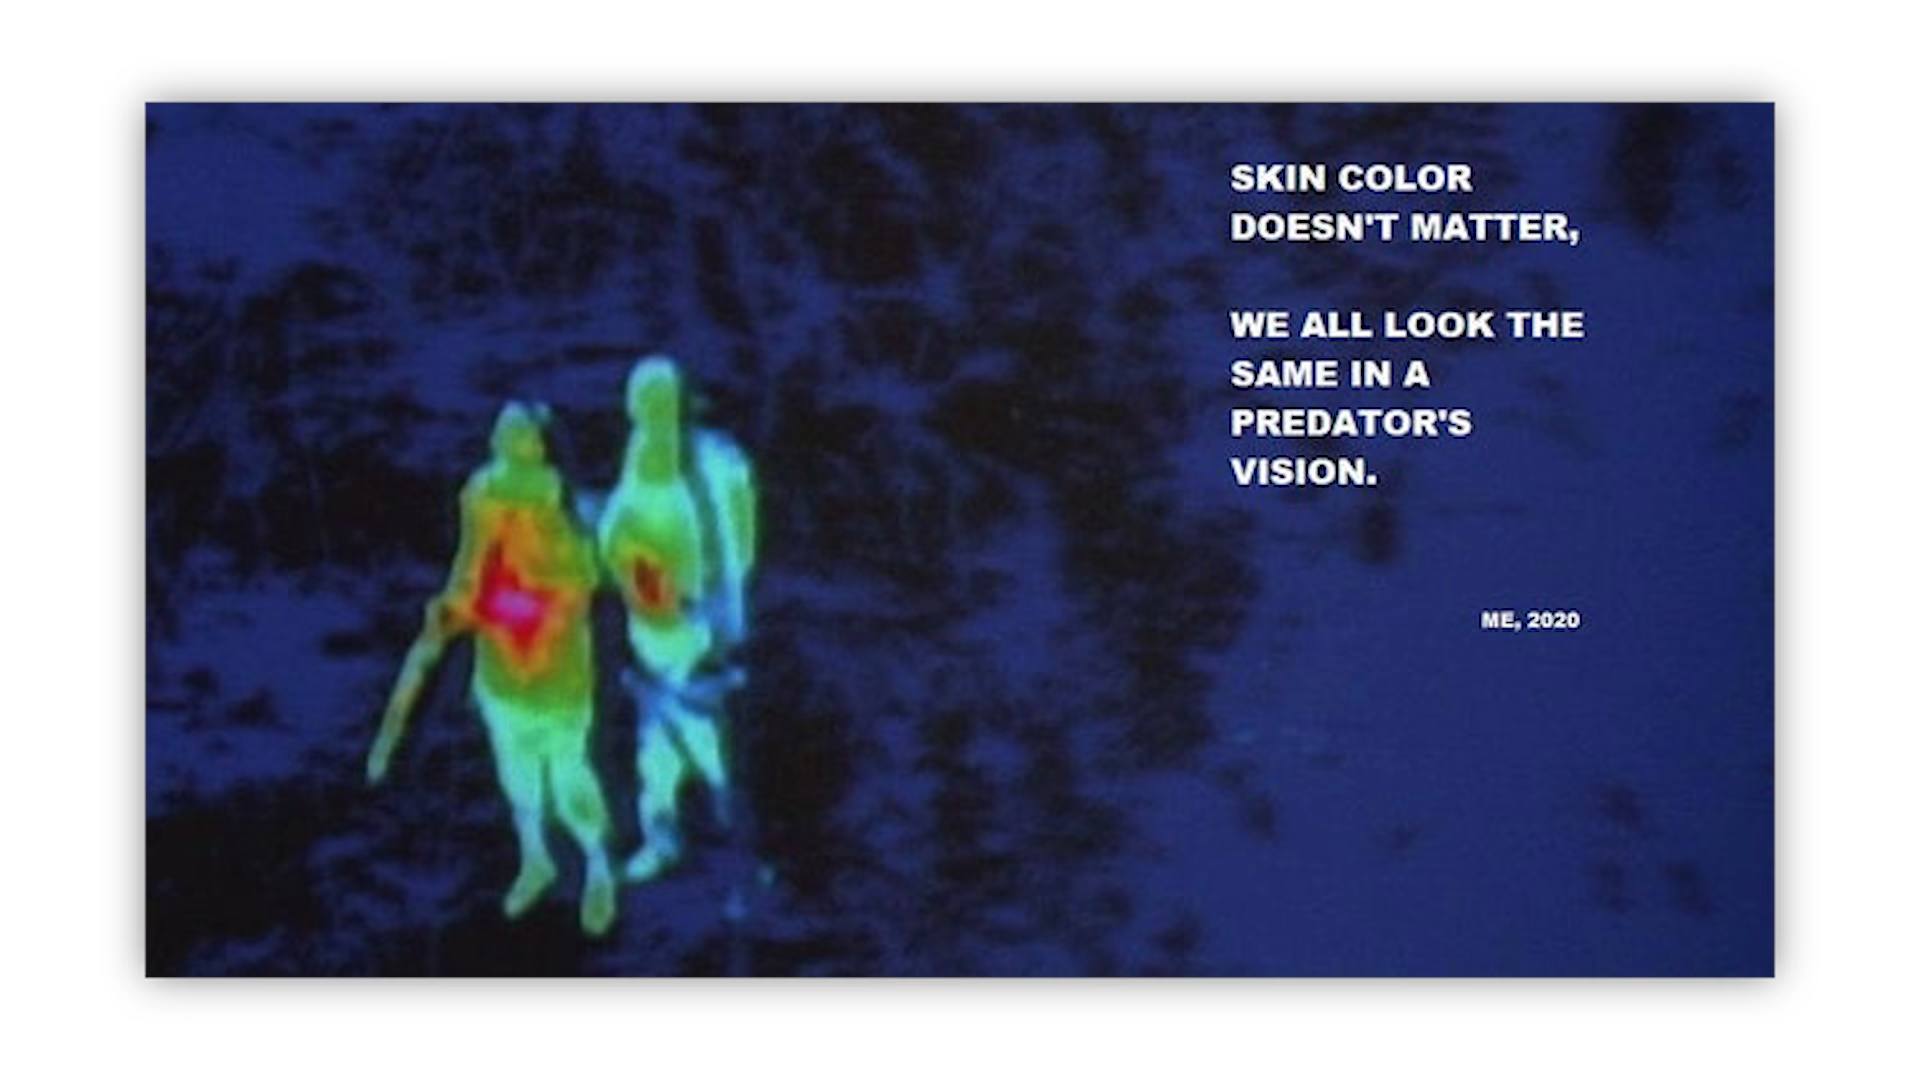 SKIN COLOR
DOESN'T MATTER,
WE ALL LOOK THE
SAME IN A
PREDATOR'S
VISION.
ME, 2020